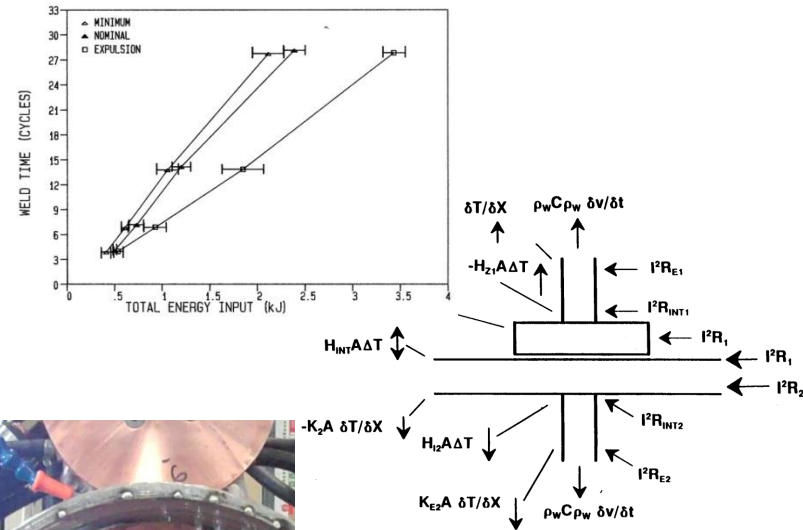 MINIMUM
NOMINAL
EXPULSION
WELD TIME (CYCLES)
33
30
27
24
21
18
15
12
9
6
3
0
0 .5 1 1.5 2 2.5 3 3.5 4
TOTAL ENERGY INPUT (kJ)
δT/δX
ρWCρW δv/δt
-HZ1AΔT
I²RE1
I²RINT1
I²R1
HINTAΔT
I²R1
I²R2
-K2A δT/δX
HI2AΔT
I²RINT2
I²RE2
KE2A δT/δX
ρWCρW δv/δt